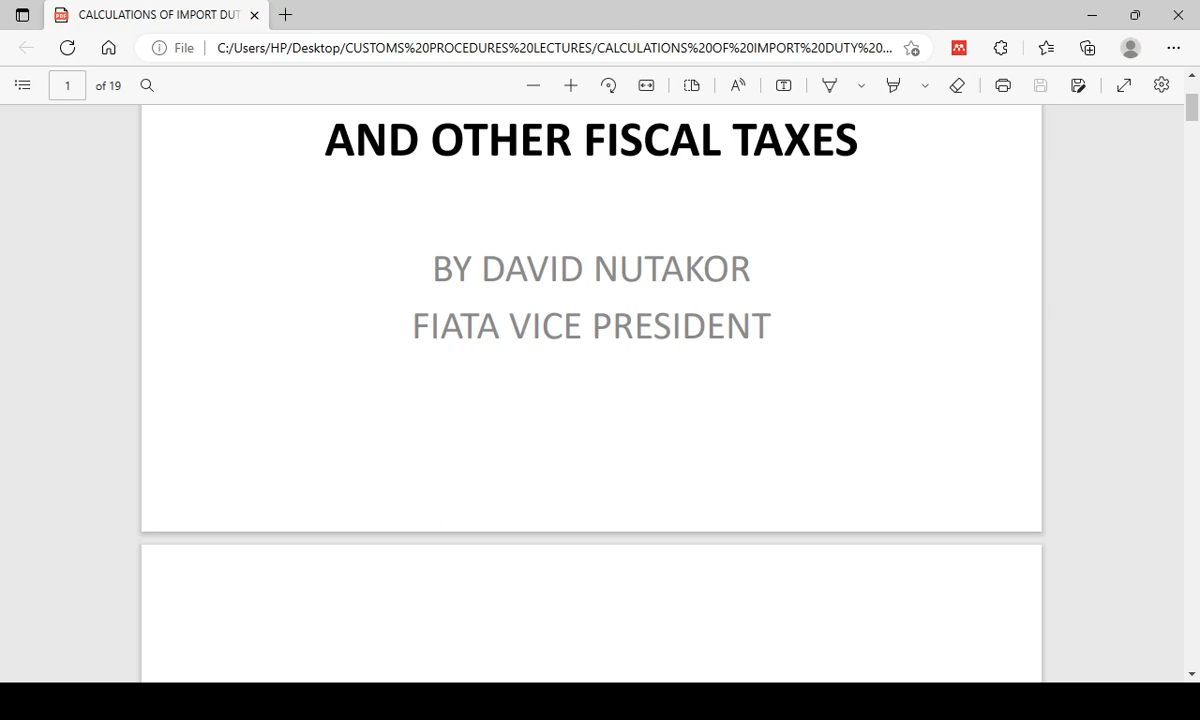 CALCULATIONS OF IMPORT DUT
File
C:/Users/HP/Desktop/CUSTOMS%20PROCEDURES%20LECTURES/CALCULATIONS%20OF%20IMPORT%20DUTY%20...
1 of 19
AND OTHER FISCAL TAXES
BY DAVID NUTAKOR
FIATA VICE PRESIDENT